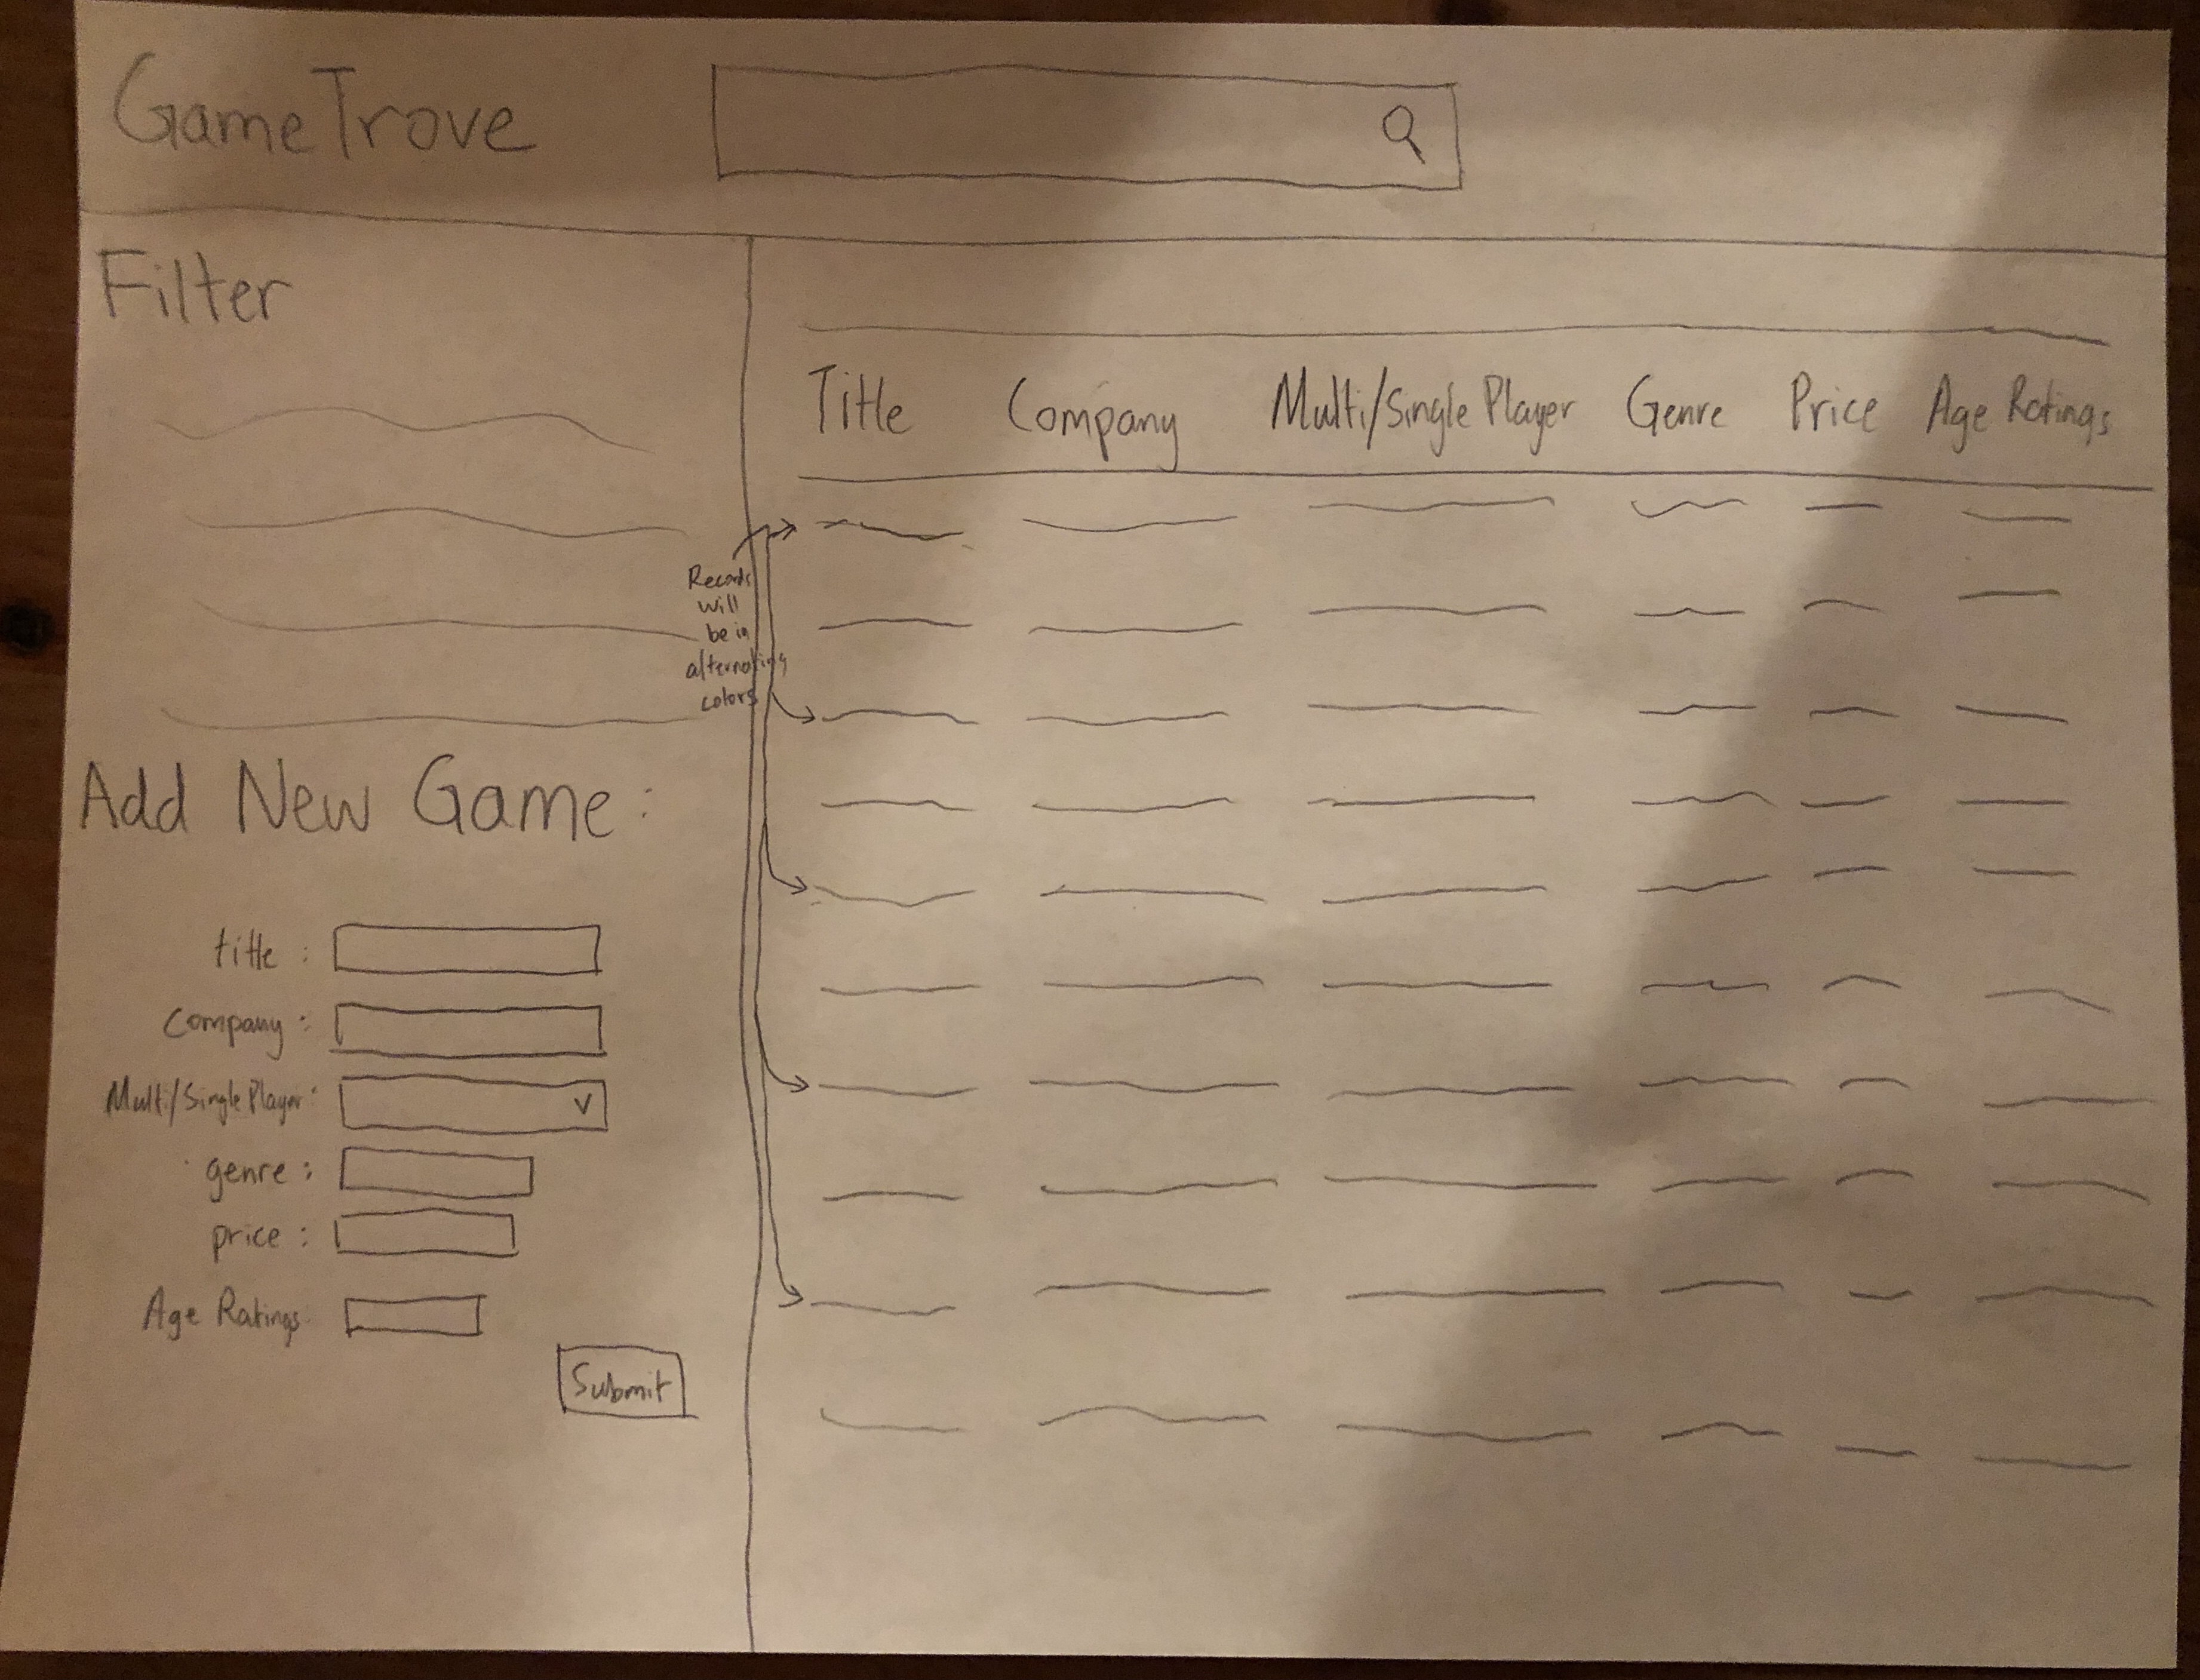 GameTrove
Filter
Title Company Multi/Single Player Genre Price Age Ratings
Records
will
be in
alternating
colors
Add New Game:
title :
Company :
Multi/Single Player:
genre :
price :
Age Ratings:
Submit